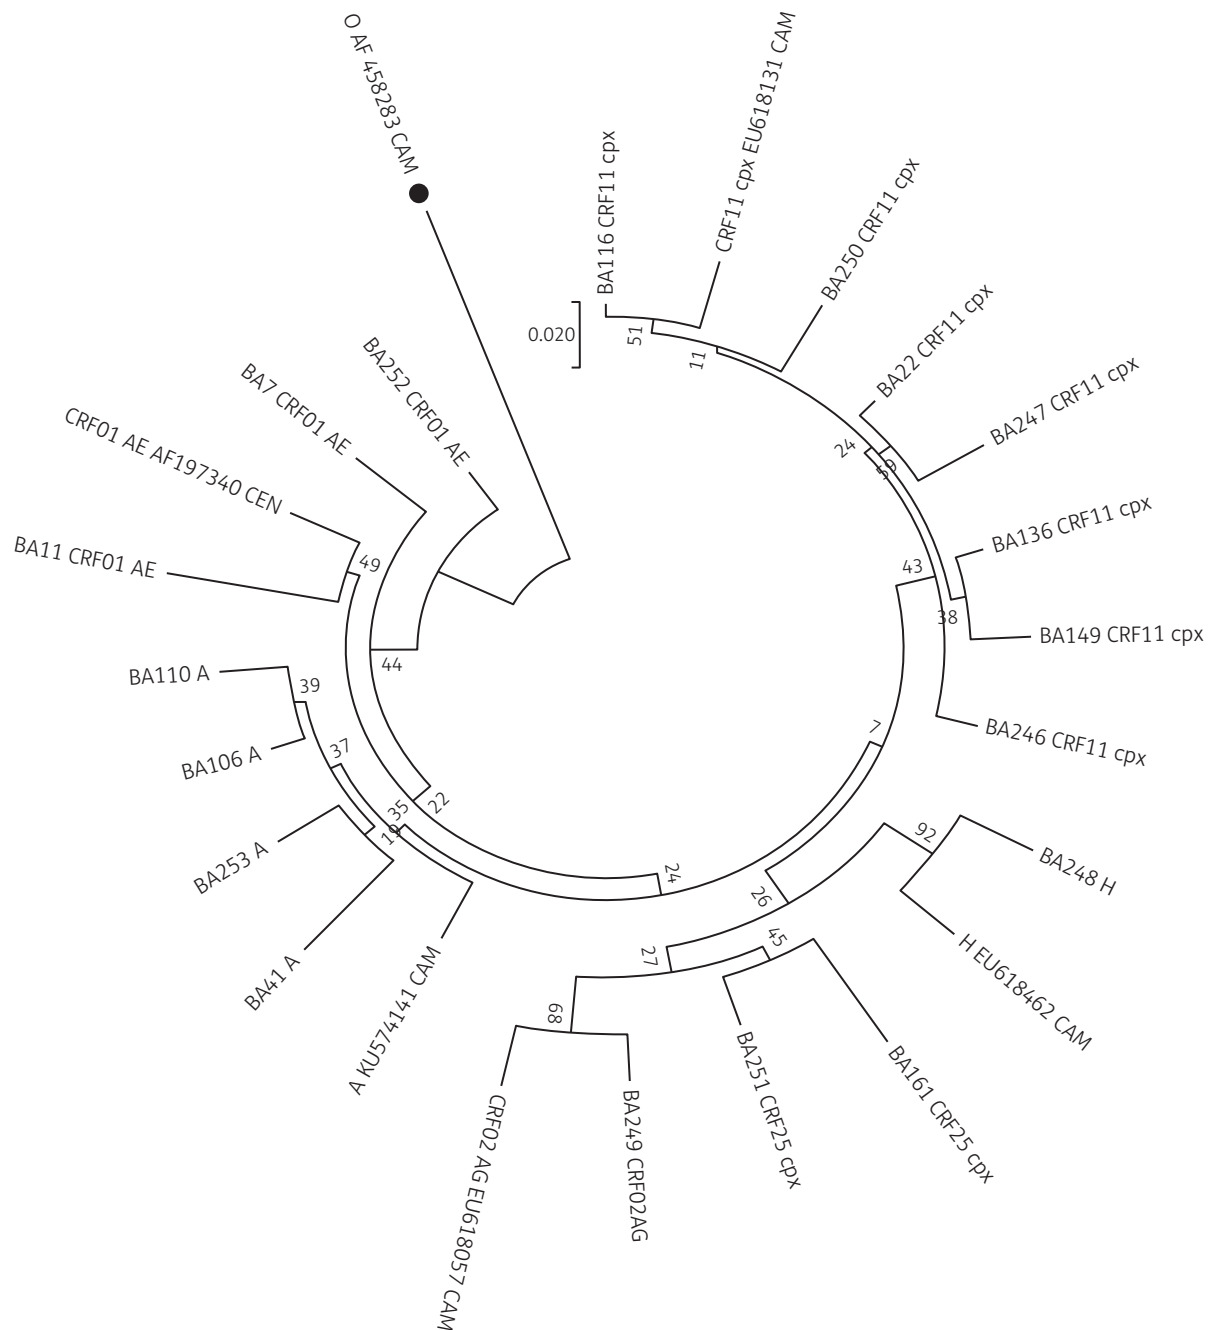 O AF 458283 CAM
BA116 CRF11 cpx
CRF11 cpx EU618131 CAM
BA250 CRF11 cpx
BA22 CRF11 cpx
BA247 CRF11 cpx
BA136 CRF11 cpx
BA149 CRF11 cpx
BA246 CRF11 cpx
BA248 H
H EU618462 CAM
BA161 CRF25 cpx
BA251 CRF25 cpx
BA249 CRF02AG
CRF02 AG EU618057 CAM
A KU574141 CAM
BA41 A
BA253 A
BA106 A
BA110 A
BA11 CRF01 AE
CRF01 AE AF197340 CEN
BA7 CRF01 AE
BA252 CRF01 AE
0.020
51
11
24
59
43
38
7
92
26
45
27
68
24
22
35
19
37
39
44
49